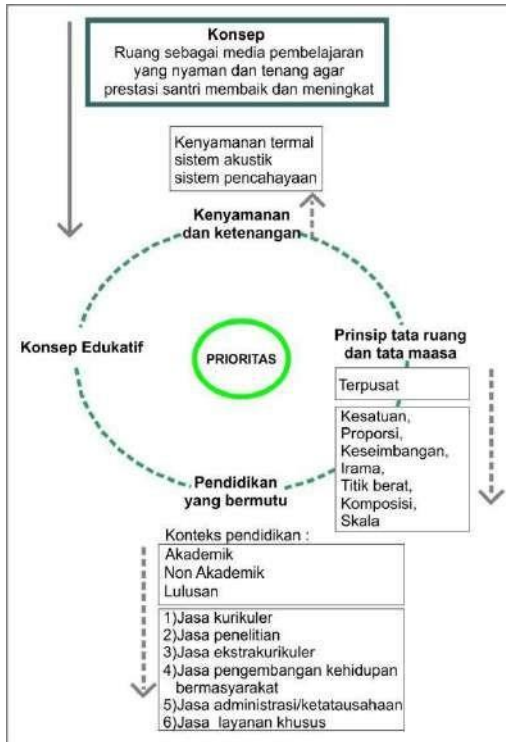 Konsep
Ruang sebagai media pembelajaran
yang nyaman dan tenang agar
prestasi santri membaik dan meningkat
Kenyamanan termal
sistem akustik
sistem pencahayaan
Kenyamanan
dan ketenangan
Konsep Edukatif
PRIORITAS
Prinsip tata ruang
dan tata maasa
Terpusat
Kesatuan,
Proporsi,
Keseimbangan,
Irama,
Titik berat,
Komposisi,
Skala
Pendidikan
yang bermutu
Konteks pendidikan :
Akademik
Non Akademik
Lulusan
1)Jasa kurikuler
2)Jasa penelitian
3)Jasa ekstrakurikuler
4)Jasa pengembangan kehidupan
bermasyarakat
5)Jasa administrasi/ketatausahaan
6)Jasa layanan khusus